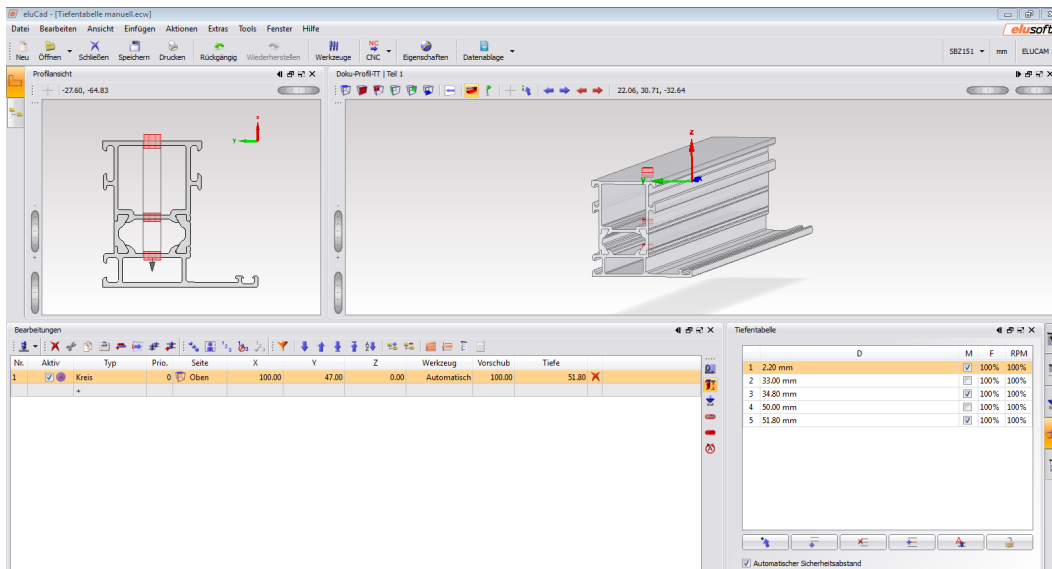 eluCad - [Tiefentabelle manuell.ecw]
Datei Bearbeiten Ansicht Einfügen Aktionen Extras Tools Fenster Hilfe
elusoft
Neu Öffnen Schließen Speichern Drucken Rückgängig Wiederherstellen Werkzeuge CNC Eigenschaften Datenablage
NC
SBZ151 mm ELUCAM
Profilansicht
Doku-Profil-TT | Teil 1
-27.60, -64.83
22.06, 30.71, -32.64
x
y
z
y
x
Bearbeitungen
Nr. Aktiv Typ Prio. Seite X Y Z Werkzeug Vorschub Tiefe
1 Kreis 0 Oben 100.00 47.00 0.00 Automatisch 100.00 51.80
+
Tiefentabelle
D M F RPM
1 2.20 mm 100% 100%
2 33.00 mm 100% 100%
3 34.80 mm 100% 100%
4 50.00 mm 100% 100%
5 51.80 mm 100% 100%
Automatischer Sicherheitsabstand